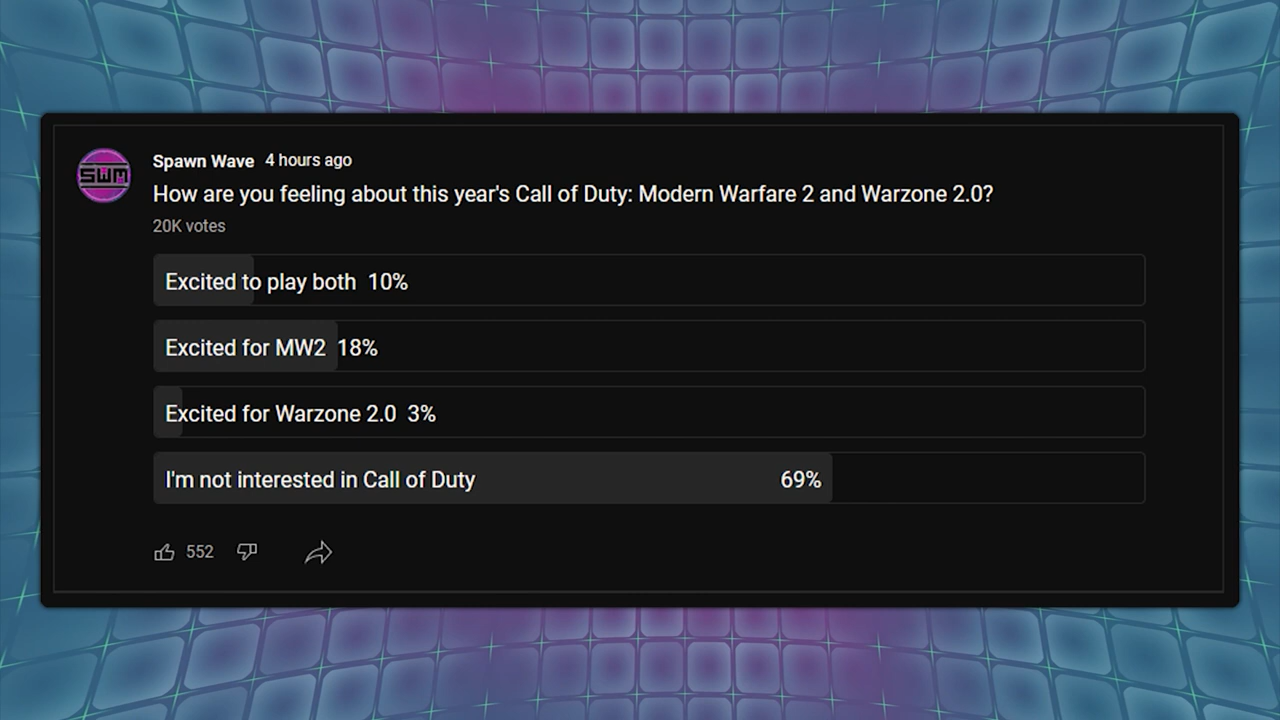 SWM
Spawn Wave 4 hours ago
How are you feeling about this year's Call of Duty: Modern Warfare 2 and Warzone 2.0?
20K votes
Excited to play both 10%
Excited for MW2 18%
Excited for Warzone 2.0 3%
I'm not interested in Call of Duty 69%
552